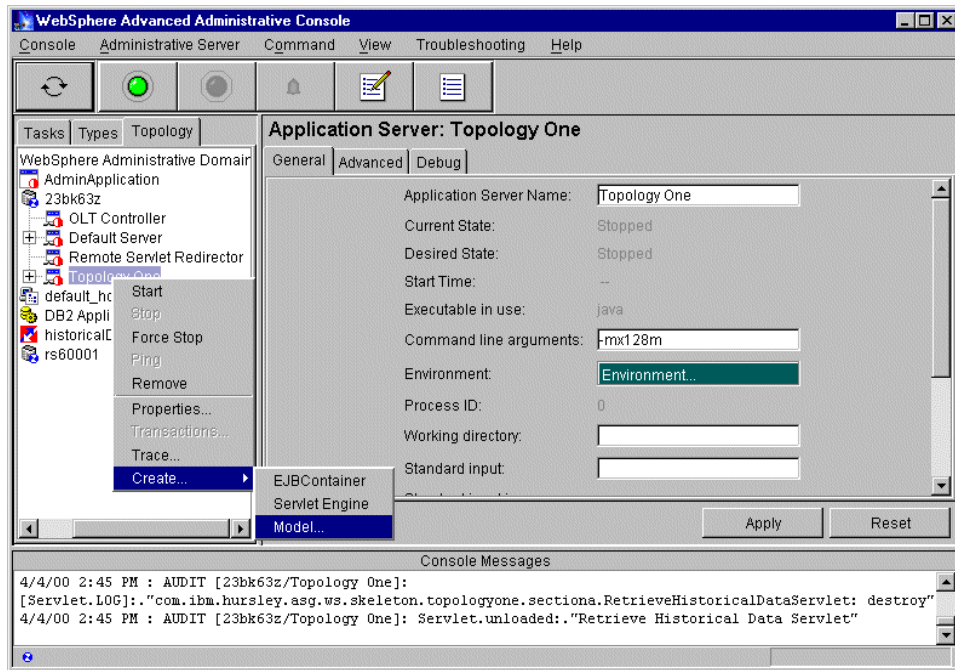 WebSphere Advanced Administrative Console
Console Administrative Server Command View Troubleshooting Help
Tasks Types Topology
WebSphere Administrative Domain
AdminApplication
23bk63z
OLT Controller
Default Server
Remote Servlet Redirector
Topology One
default_ho
DB2 Appli
historicalD
rs60001
Start
Stop
Force Stop
Ping
Remove
Properties...
Transactions...
Trace...
Create...
EJBContainer
Servlet Engine
Model...
Application Server: Topology One
General Advanced Debug
Application Server Name: Topology One
Current State: Stopped
Desired State: Stopped
Start Time: --
Executable in use: java
Command line arguments: -mx128m
Environment: Environment...
Process ID: 0
Working directory:
Standard input:
Apply Reset
Console Messages
4/4/00 2:45 PM : AUDIT [23bk63z/Topology One]:
[Servlet.LOG]:."com.ibm.hursley.asg.ws.skeleton.topologyone.sectiona.RetrieveHistoricalDataServlet: destroy"
4/4/00 2:45 PM : AUDIT [23bk63z/Topology One]: Servlet.unloaded:."Retrieve Historical Data Servlet"